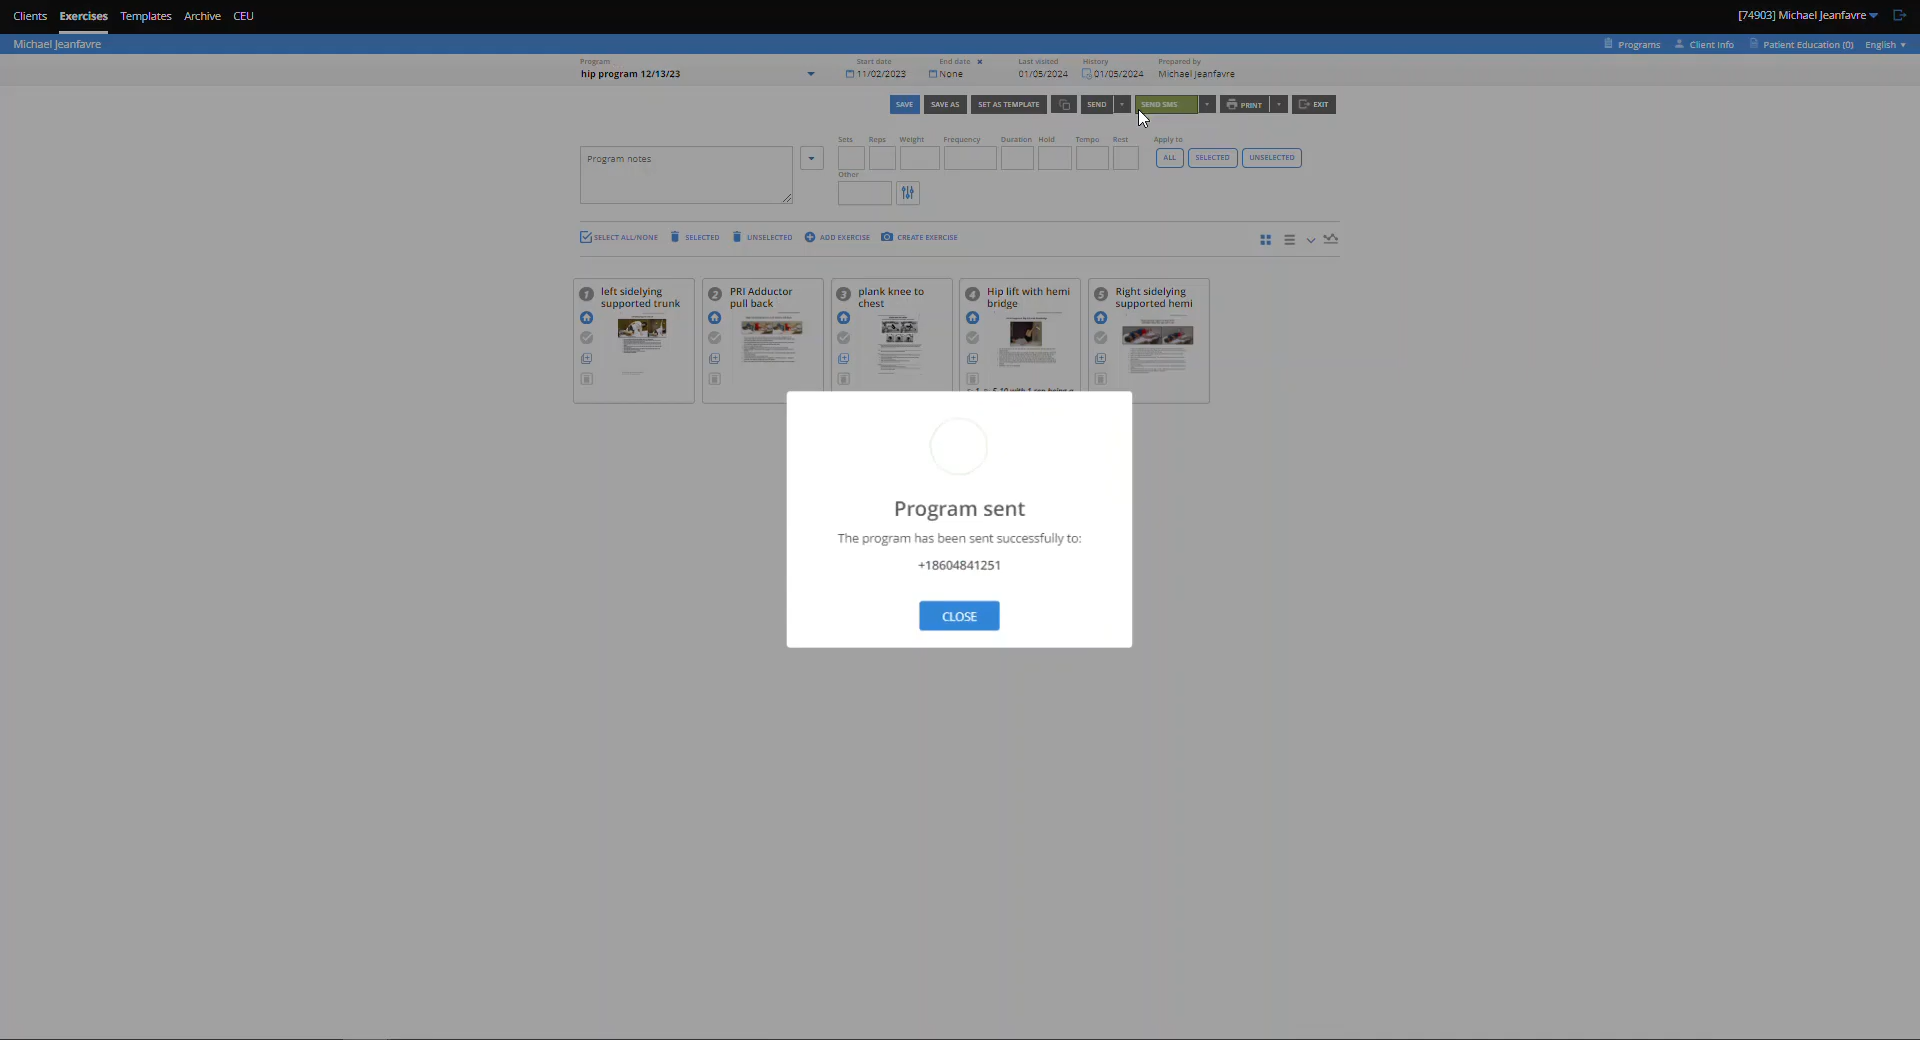 Clients Exercises Templates Archive CEU [74903] Michael Jeanfavre
Michael Jeanfavre Programs Client Info Patient Education (0) English
Program Start date End date Last visited History Prepared by
hip program 12/13/23 11/02/2023 None 01/05/2024 01/05/2024 Michael Jeanfavre
SAVE SAVE AS SET AS TEMPLATE SEND SEND SMS PRINT EXIT
Sets Reps Weight Frequency Duration Hold Tempo Rest Apply to
Program notes ALL SELECTED UNSELECTED
Other
SELECT ALL/NONE SELECTED UNSELECTED ADD EXERCISE CREATE EXERCISE
1 left sidelying supported trunk
2 PRI Adductor pull back
3 plank knee to chest
4 Hip lift with hemi bridge
5 Right sidelying supported hemi
Program sent
The program has been sent successfully to:
+18604841251
CLOSE